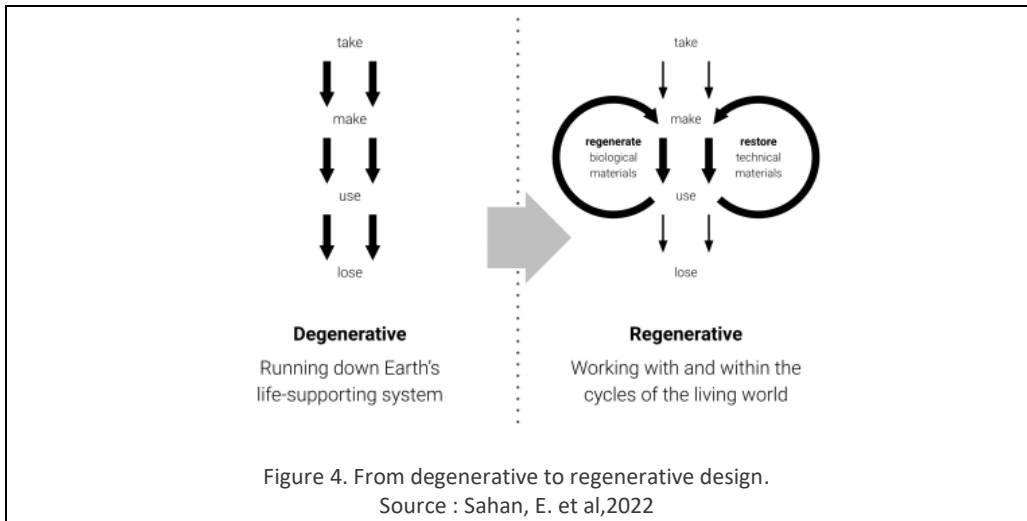 take
make
use
lose
Degenerative
Running down Earth's
life-supporting system
take
make
regenerate
biological
materials
restore
technical
materials
use
lose
Regenerative
Working with and within the
cycles of the living world
Figure 4. From degenerative to regenerative design.
Source : Sahan, E. et al,2022